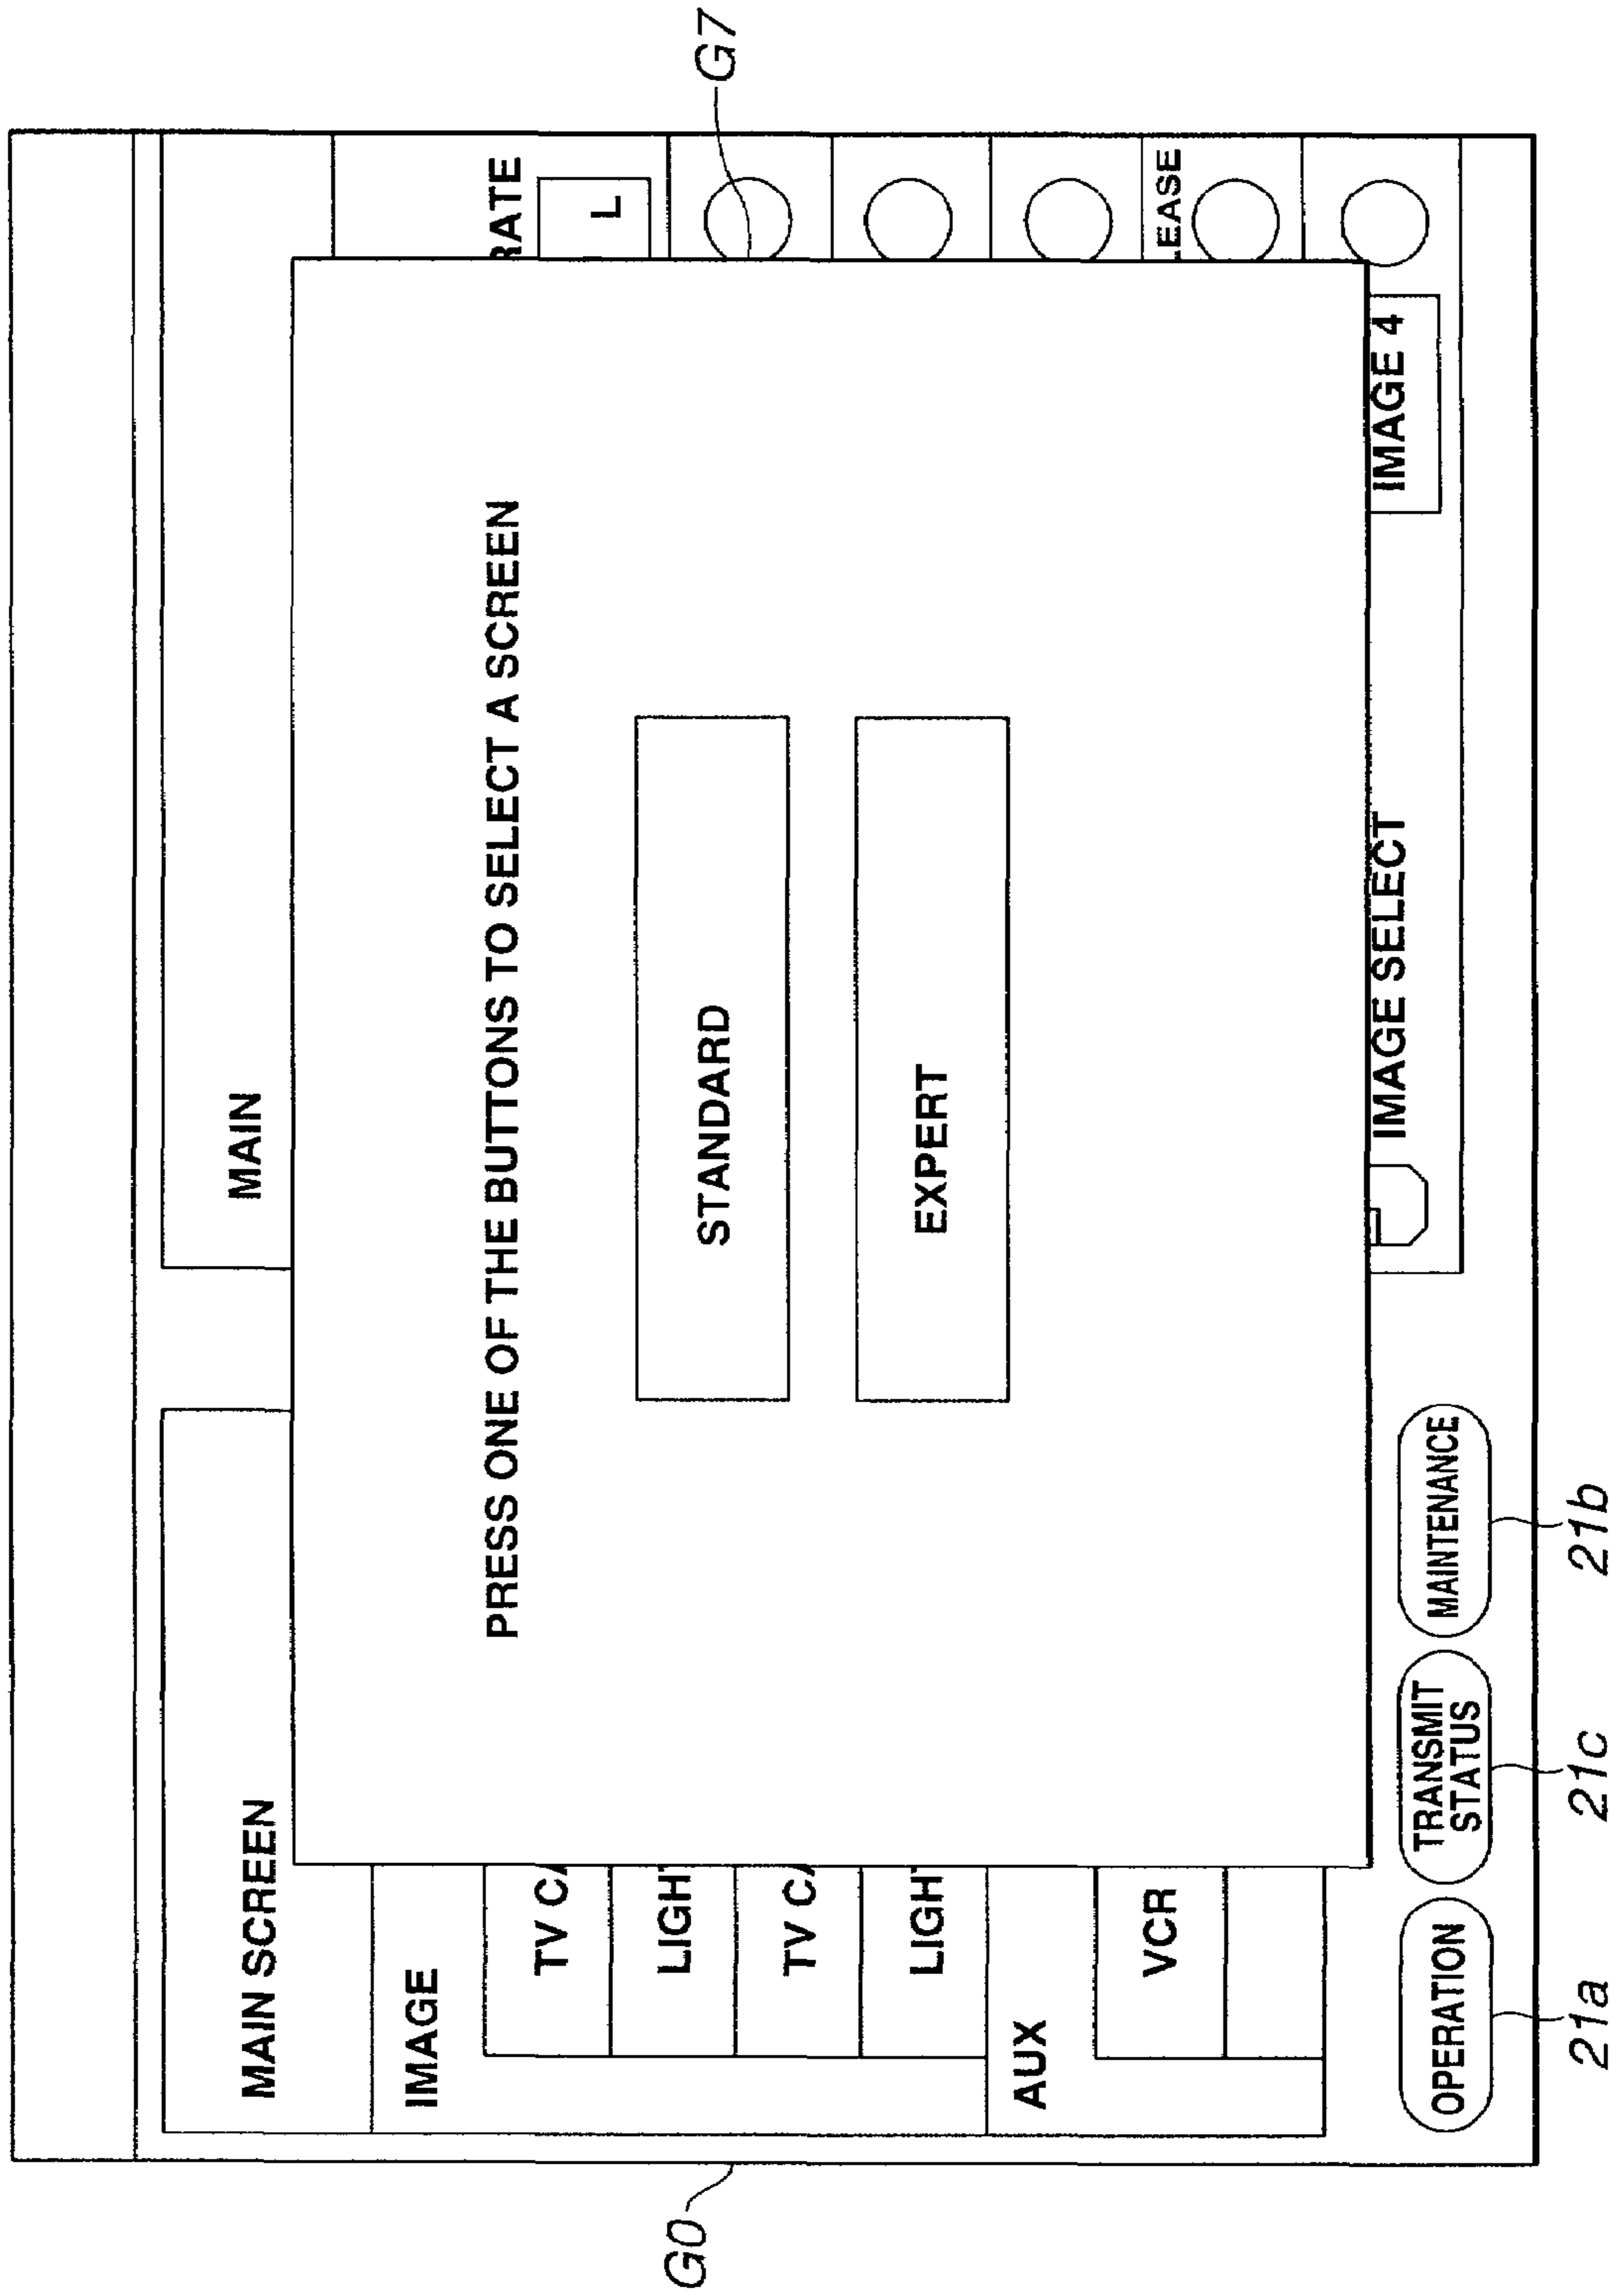 MAIN SCREEN
MAIN
IMAGE
RATE
L
TV CA
LIGHT
TV CA
LIGHT
EASE
AUX
VCR
PRESS ONE OF THE BUTTONS TO SELECT A SCREEN
STANDARD
EXPERT
IMAGE SELECT
IMAGE 4
OPERATION
TRANSMIT
STATUS
MAINTENANCE
21a
21c
21b
G0
G7